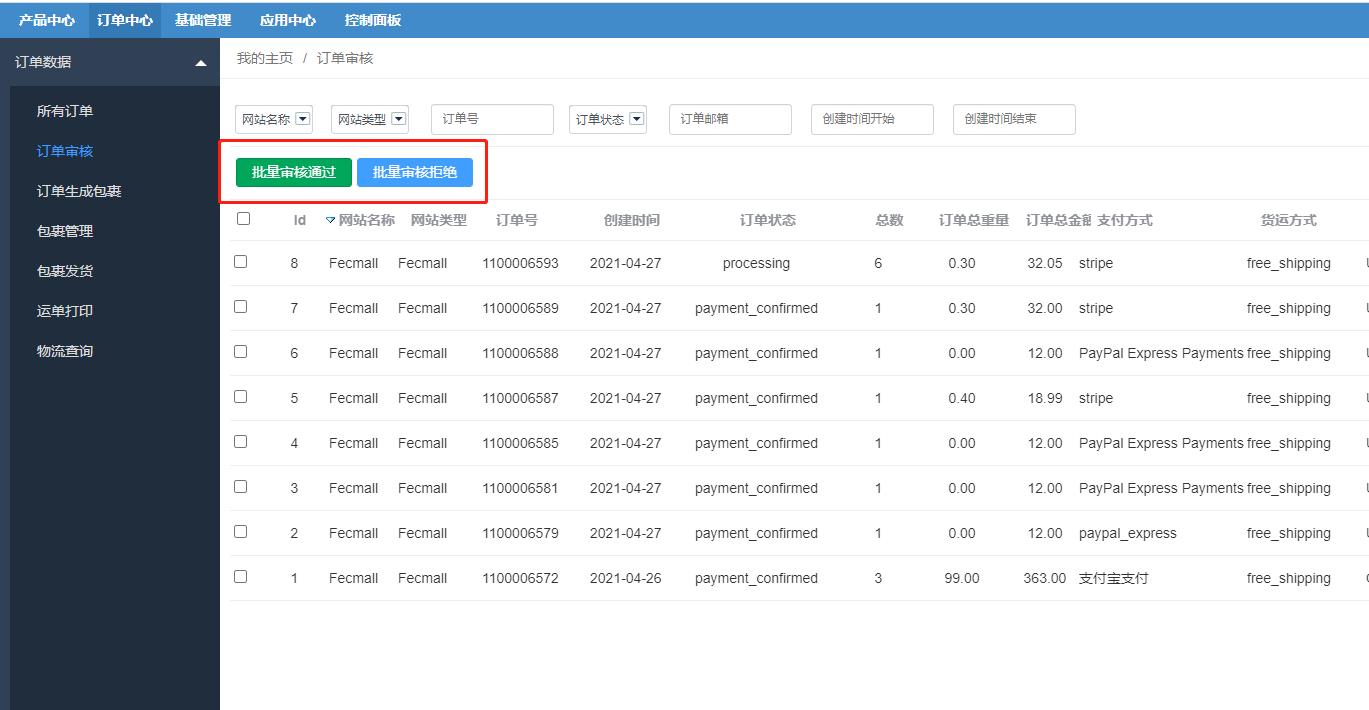 产品中心 订单中心 基础管理 应用中心 控制面板
订单数据
我的主页 / 订单审核
所有订单
订单审核
订单生成包裹
包裹管理
包裹发货
运单打印
物流查询
网站名称 网站类型 订单号 订单状态 订单邮箱 创建时间开始 创建时间结束
批量审核通过 批量审核拒绝
Id 网站名称 网站类型 订单号 创建时间 订单状态 总数 订单总重量 订单总金 支付方式 货运方式
8 Fecmall Fecmall 1100006593 2021-04-27 processing 6 0.30 32.05 stripe free_shipping
7 Fecmall Fecmall 1100006589 2021-04-27 payment_confirmed 1 0.30 32.00 stripe free_shipping
6 Fecmall Fecmall 1100006588 2021-04-27 payment_confirmed 1 0.00 12.00 PayPal Express Payments free_shipping
5 Fecmall Fecmall 1100006587 2021-04-27 payment_confirmed 1 0.40 18.99 stripe free_shipping
4 Fecmall Fecmall 1100006585 2021-04-27 payment_confirmed 1 0.00 12.00 PayPal Express Payments free_shipping
3 Fecmall Fecmall 1100006581 2021-04-27 payment_confirmed 1 0.00 12.00 PayPal Express Payments free_shipping
2 Fecmall Fecmall 1100006579 2021-04-27 payment_confirmed 1 0.00 12.00 paypal_express free_shipping
1 Fecmall Fecmall 1100006572 2021-04-26 payment_confirmed 3 99.00 363.00 支付宝支付 free_shipping